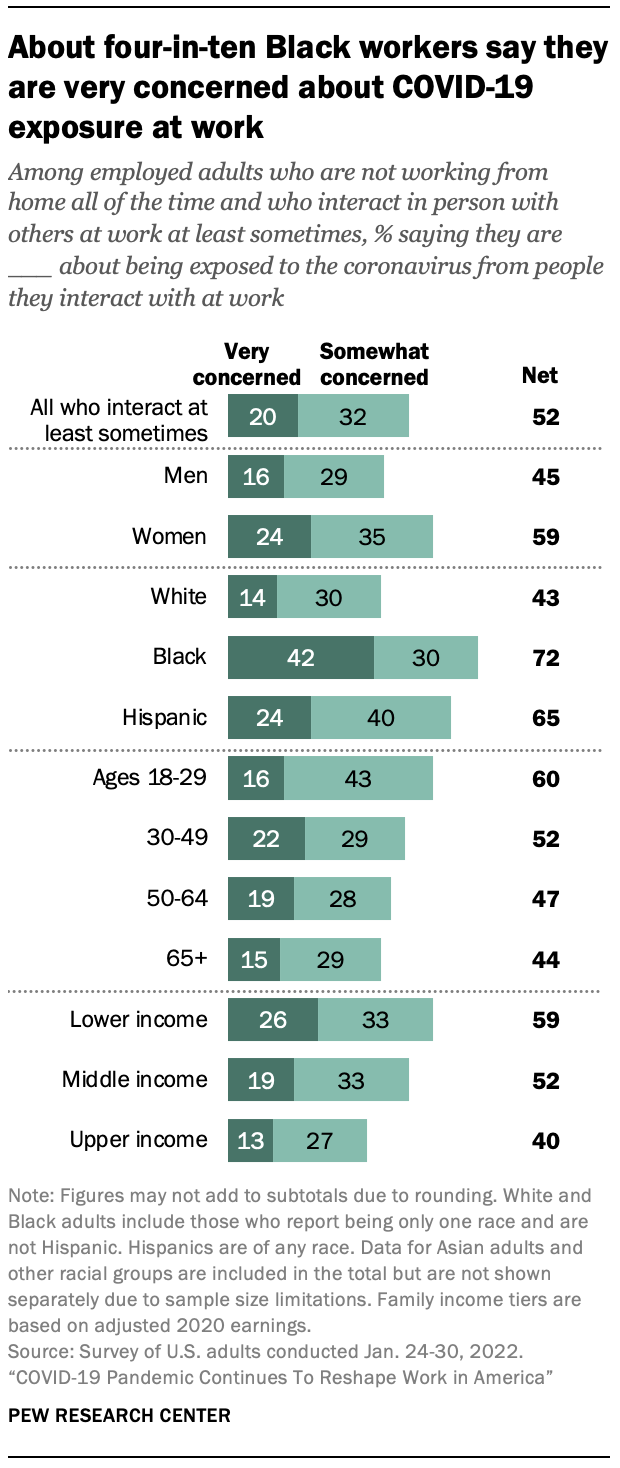 About four-in-ten Black workers say they
are very concerned about COVID-19
exposure at work
Among employed adults who are not working from
home all of the time and who interact in person with
others at work at least sometimes, % saying they are
___ about being exposed to the coronavirus from people
they interact with at work
Very Somewhat
concerned concerned Net
All who interact at
least sometimes 20 32 52
Men 16 29 45
Women 24 35 59
White 14 30 43
Black 42 30 72
Hispanic 24 40 65
Ages 18-29 16 43 60
30-49 22 29 52
50-64 19 28 47
65+ 15 29 44
Lower income 26 33 59
Middle income 19 33 52
Upper income 13 27 40
Note: Figures may not add to subtotals due to rounding. White and
Black adults include those who report being only one race and are
not Hispanic. Hispanics are of any race. Data for Asian adults and
other racial groups are included in the total but are not shown
separately due to sample size limitations. Family income tiers are
based on adjusted 2020 earnings.
Source: Survey of U.S. adults conducted Jan. 24-30, 2022.
“COVID-19 Pandemic Continues To Reshape Work in America”
PEW RESEARCH CENTER